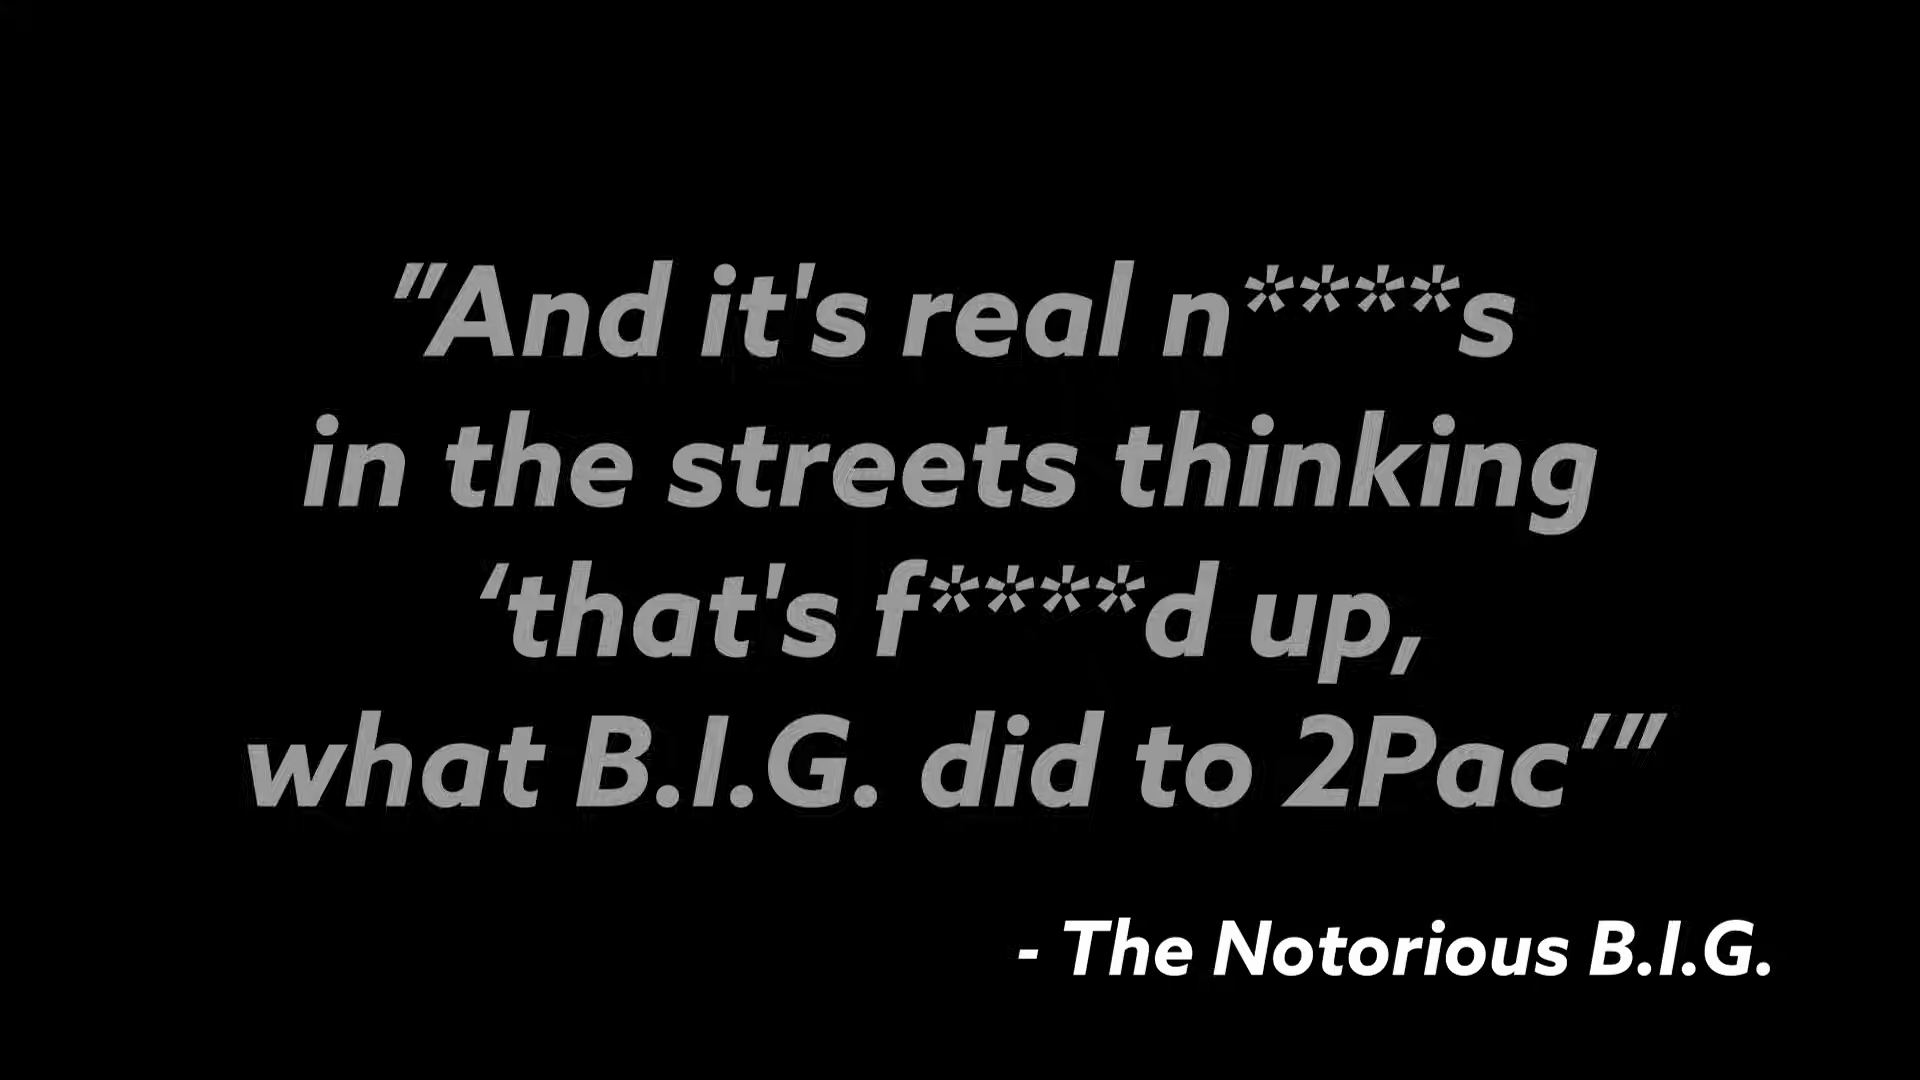 "And it's real n****s
in the streets thinking
‘that's f****d up,
what B.I.G. did to 2Pac’"
- The Notorious B.I.G.